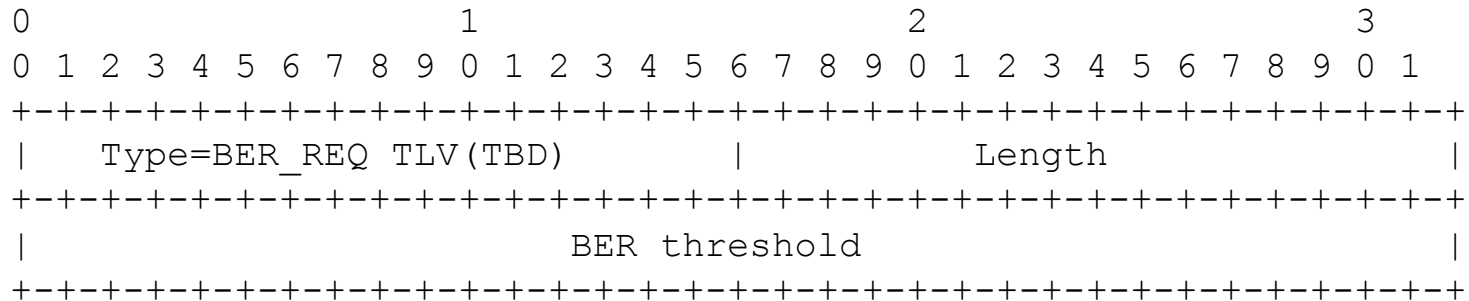 0                   1                   2                   3
0 1 2 3 4 5 6 7 8 9 0 1 2 3 4 5 6 7 8 9 0 1 2 3 4 5 6 7 8 9 0 1
+-+-+-+-+-+-+-+-+-+-+-+-+-+-+-+-+-+-+-+-+-+-+-+-+-+-+-+-+-+-+-+-+
|   Type=BER_REQ TLV(TBD)       |          Length               |
+-+-+-+-+-+-+-+-+-+-+-+-+-+-+-+-+-+-+-+-+-+-+-+-+-+-+-+-+-+-+-+-+
|                        BER threshold                          |
+-+-+-+-+-+-+-+-+-+-+-+-+-+-+-+-+-+-+-+-+-+-+-+-+-+-+-+-+-+-+-+-+